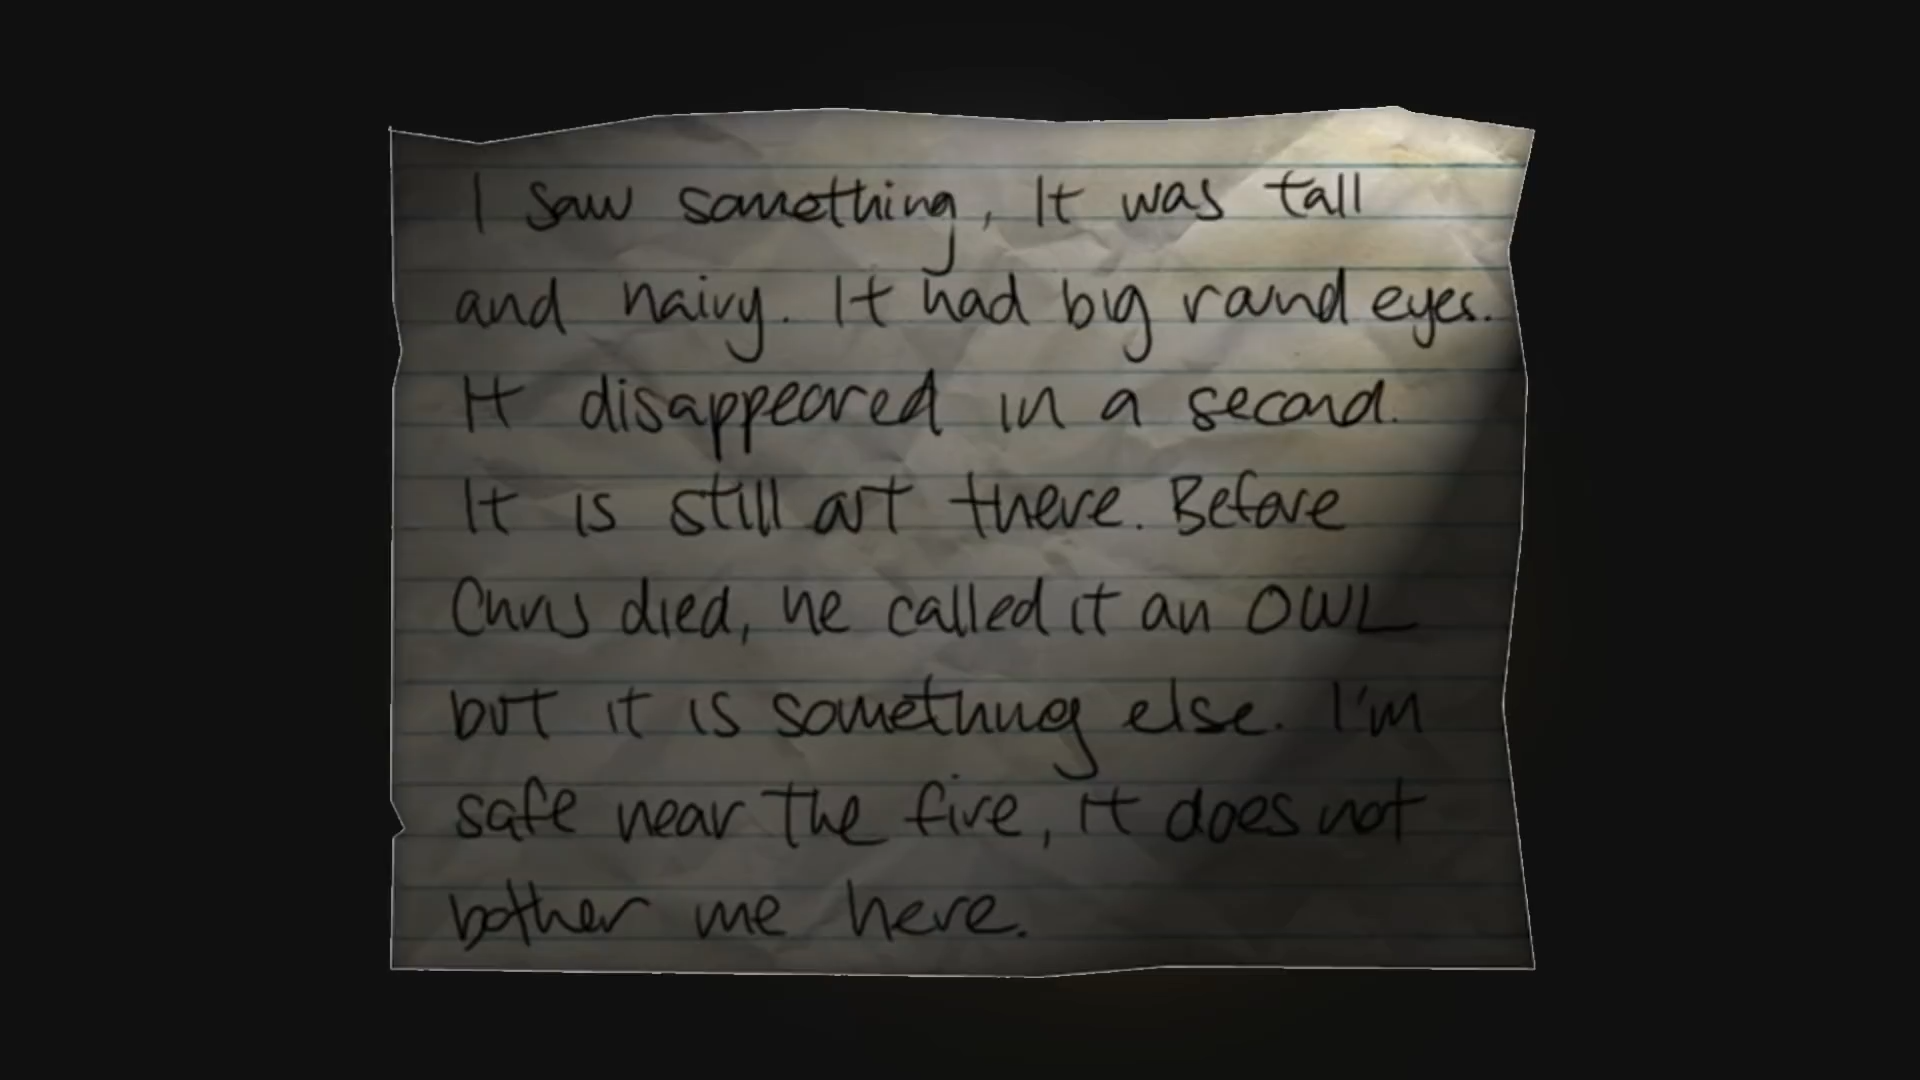 I saw something, It was tall
and hairy. It had big round eyes.
It disappeared in a second.
It is still out there. Before
Chris died, he called it an OWL
but it is something else. I'm
safe near the fire, it does not
bother me here.